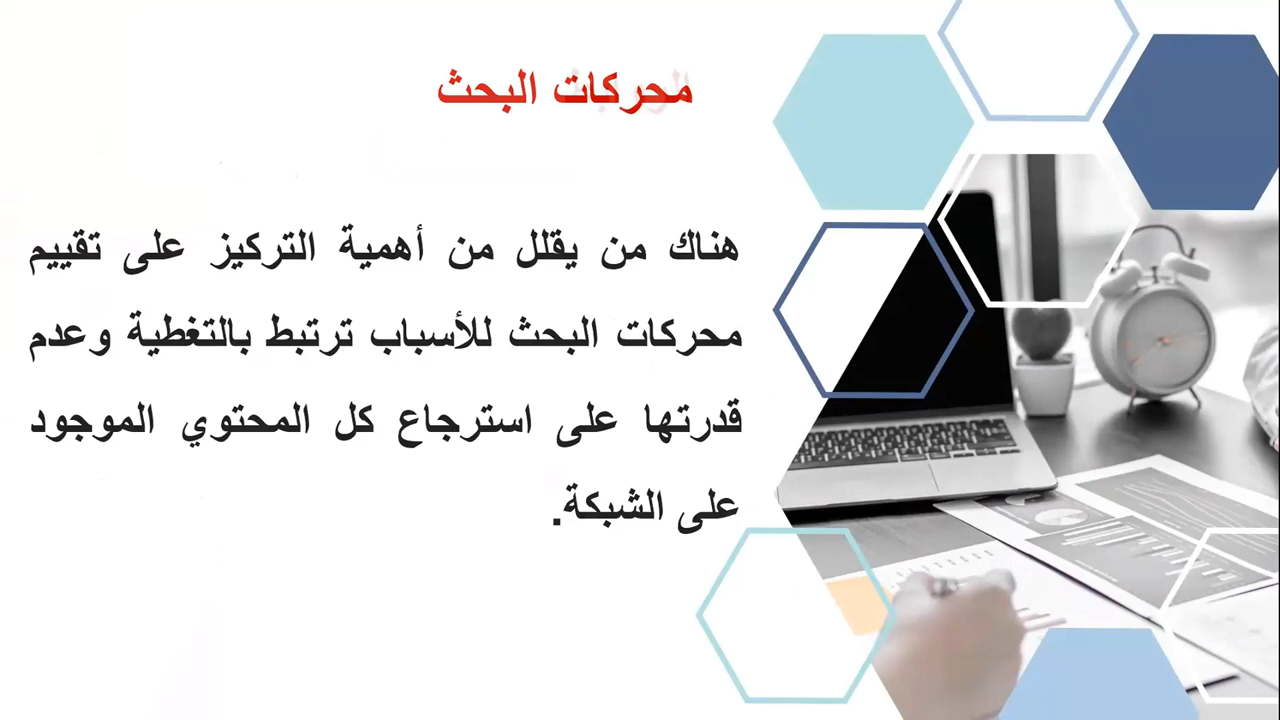 محركات البحث
هناك من يقلل من أهمية التركيز على تقييم
محركات البحث للأسباب ترتبط بالتغطية وعدم
قدرتها على استرجاع كل المحتوي الموجود
على الشبكة.